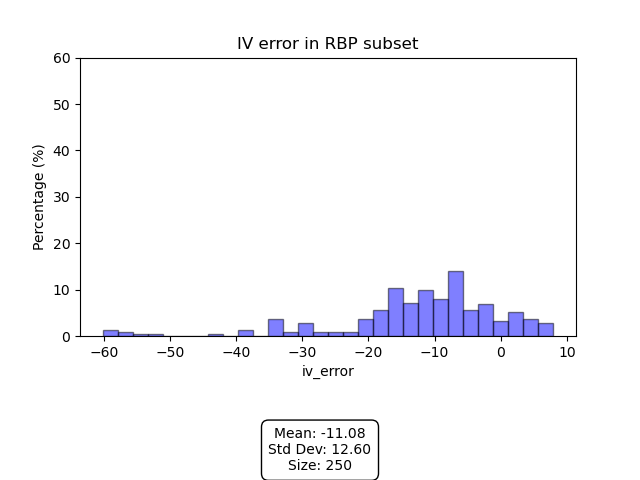 IV error in RBP subset
60
50
40
30
20
10
0
Percentage (%)
−60 −50 −40 −30 −20 −10 0 10
iv_error
Mean: -11.08
Std Dev: 12.60
Size: 250